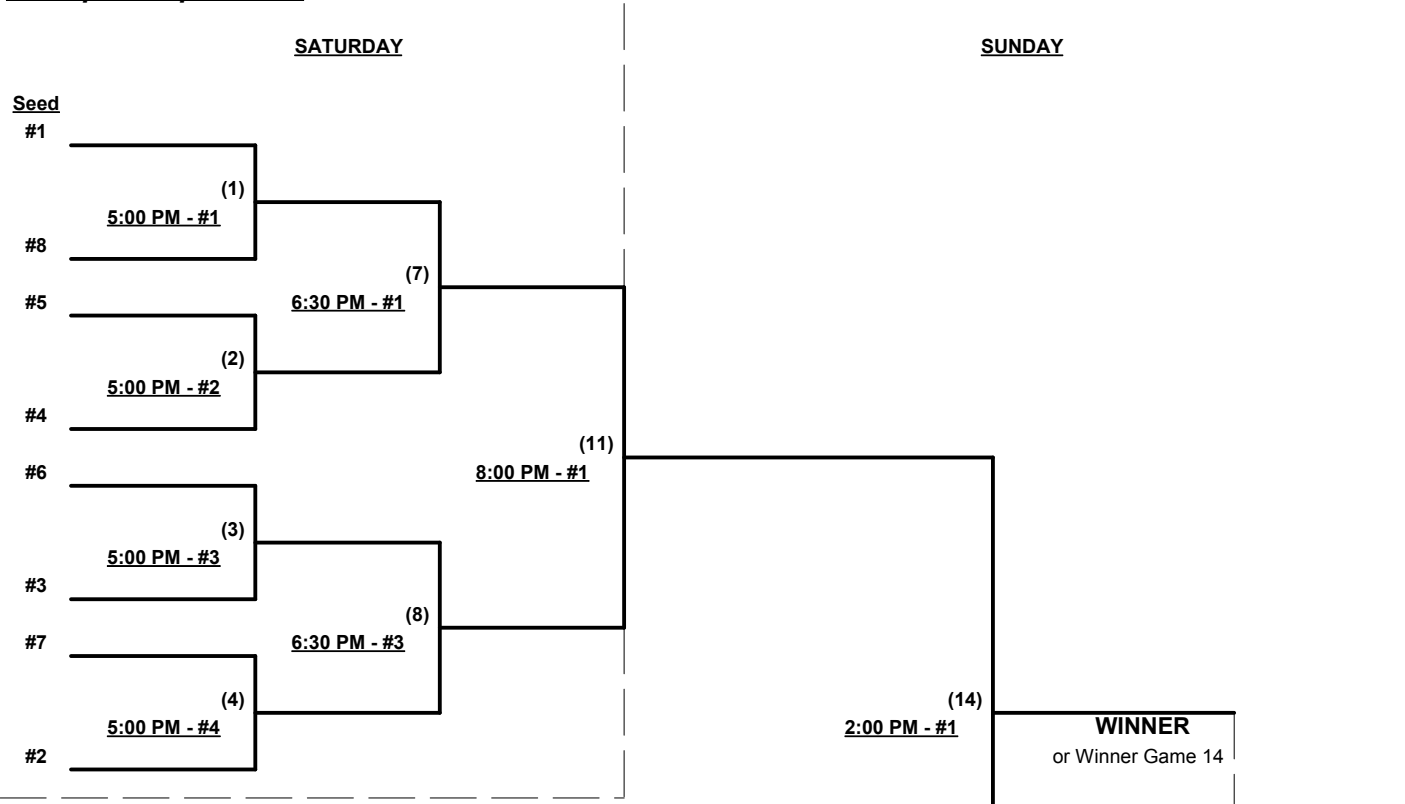 SATURDAY
SUNDAY
Seed
#1
(1)
5:00 PM - #1
#8
#5
(7)
6:30 PM - #1
(2)
5:00 PM - #2
#4
(11)
8:00 PM - #1
#6
(3)
5:00 PM - #3
#3
(8)
6:30 PM - #3
#7
(4)
5:00 PM - #4
#2
(14)
2:00 PM - #1
WINNER
or Winner Game 14